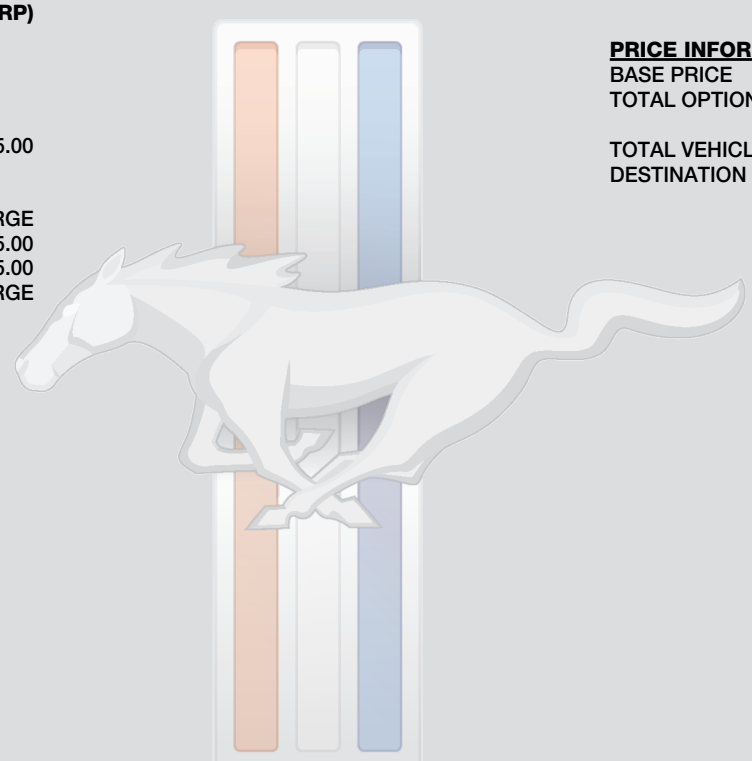 RP)
5.00
RGE
5.00
5.00
RGE
PRICE INFOR
BASE PRICE
TOTAL OPTION
TOTAL VEHICL
DESTINATION